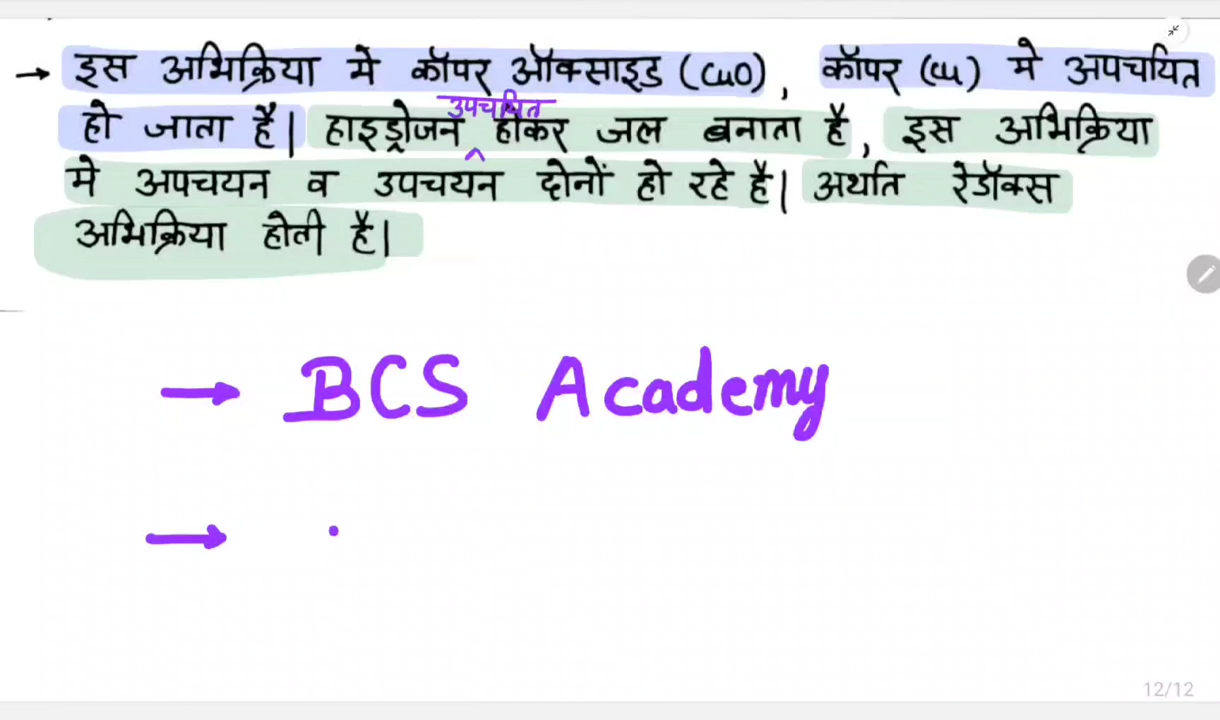 → इस अभिक्रिया मे कॉपर ऑक्साइड (CuO), कॉपर (Cu) मे अपचयित
उपचयित
हो जाता है| हाइड्रोजन ^ होकर जल बनाता है, इस अभिक्रिया
मे अपचयन व उपचयन दोनों हो रहे है| अर्थात रेडॉक्स
अभिक्रिया होती है|
→ BCS Academy
→
12/12